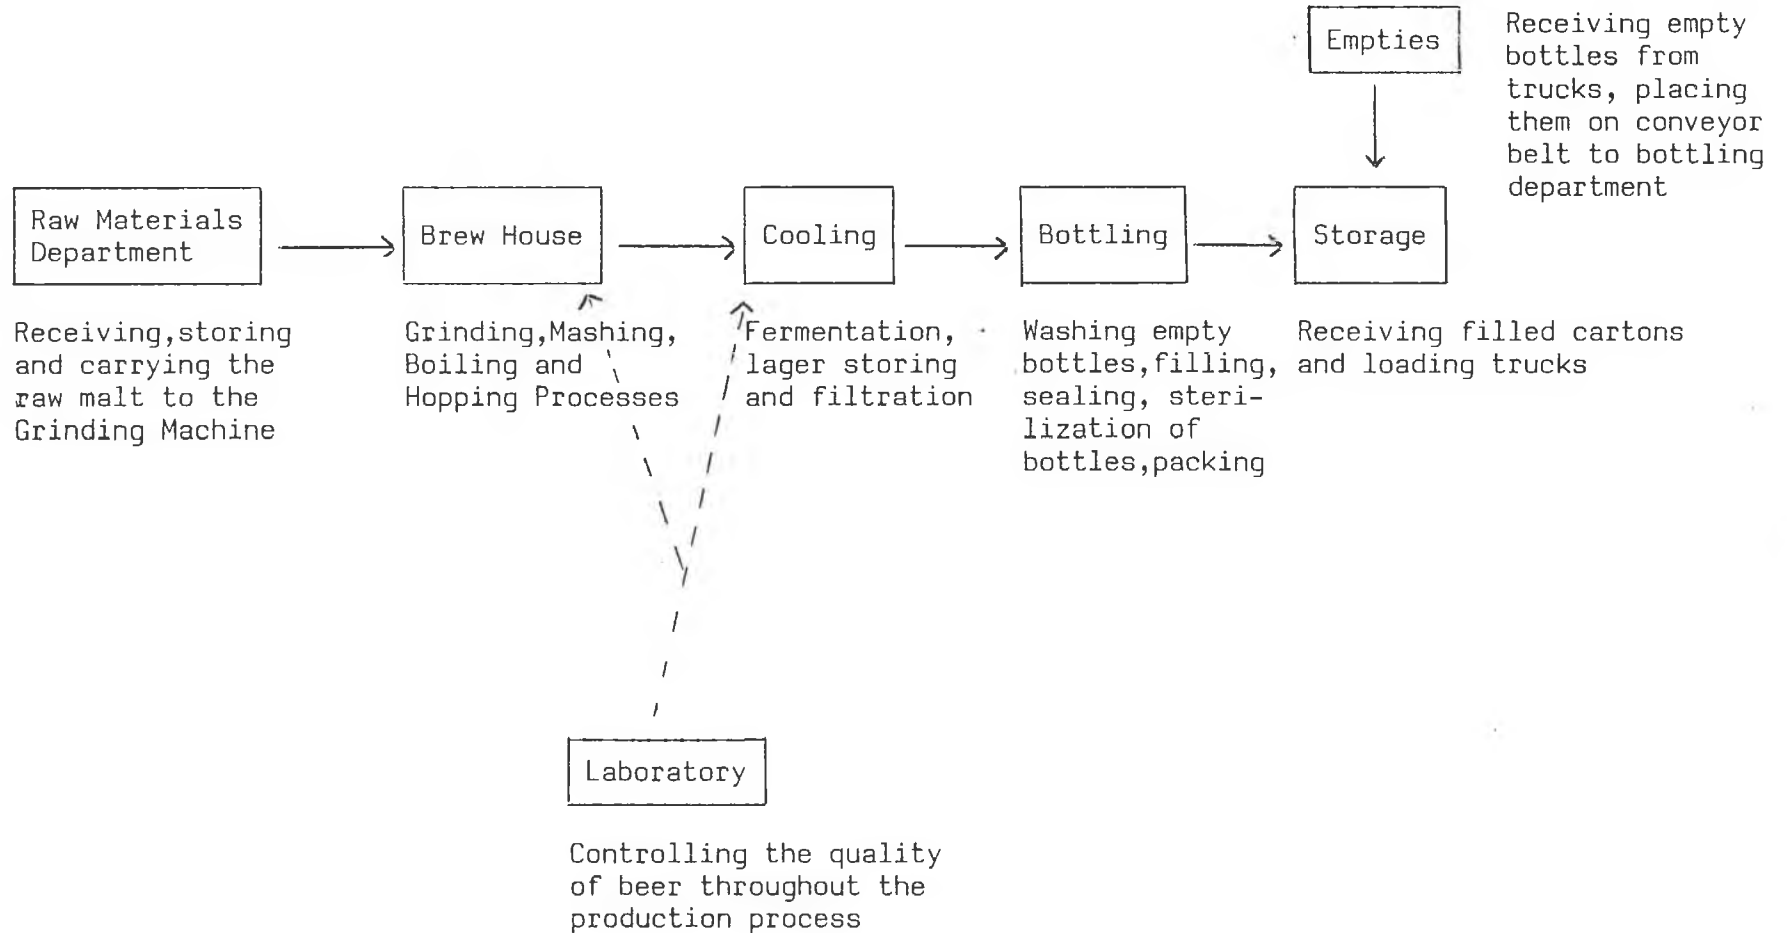 Empties
Receiving empty
bottles from
trucks, placing
them on conveyor
belt to bottling
department
Raw Materials
Department
Brew House
Cooling
Bottling
Storage
Receiving,storing
and carrying the
raw malt to the
Grinding Machine
Grinding,Mashing,
Boiling and
Hopping Processes
Fermentation,
lager storing
and filtration
Washing empty
bottles,filling,
sealing, steri-
lization of
bottles,packing
Receiving filled cartons
and loading trucks
Laboratory
Controlling the quality
of beer throughout the
production process